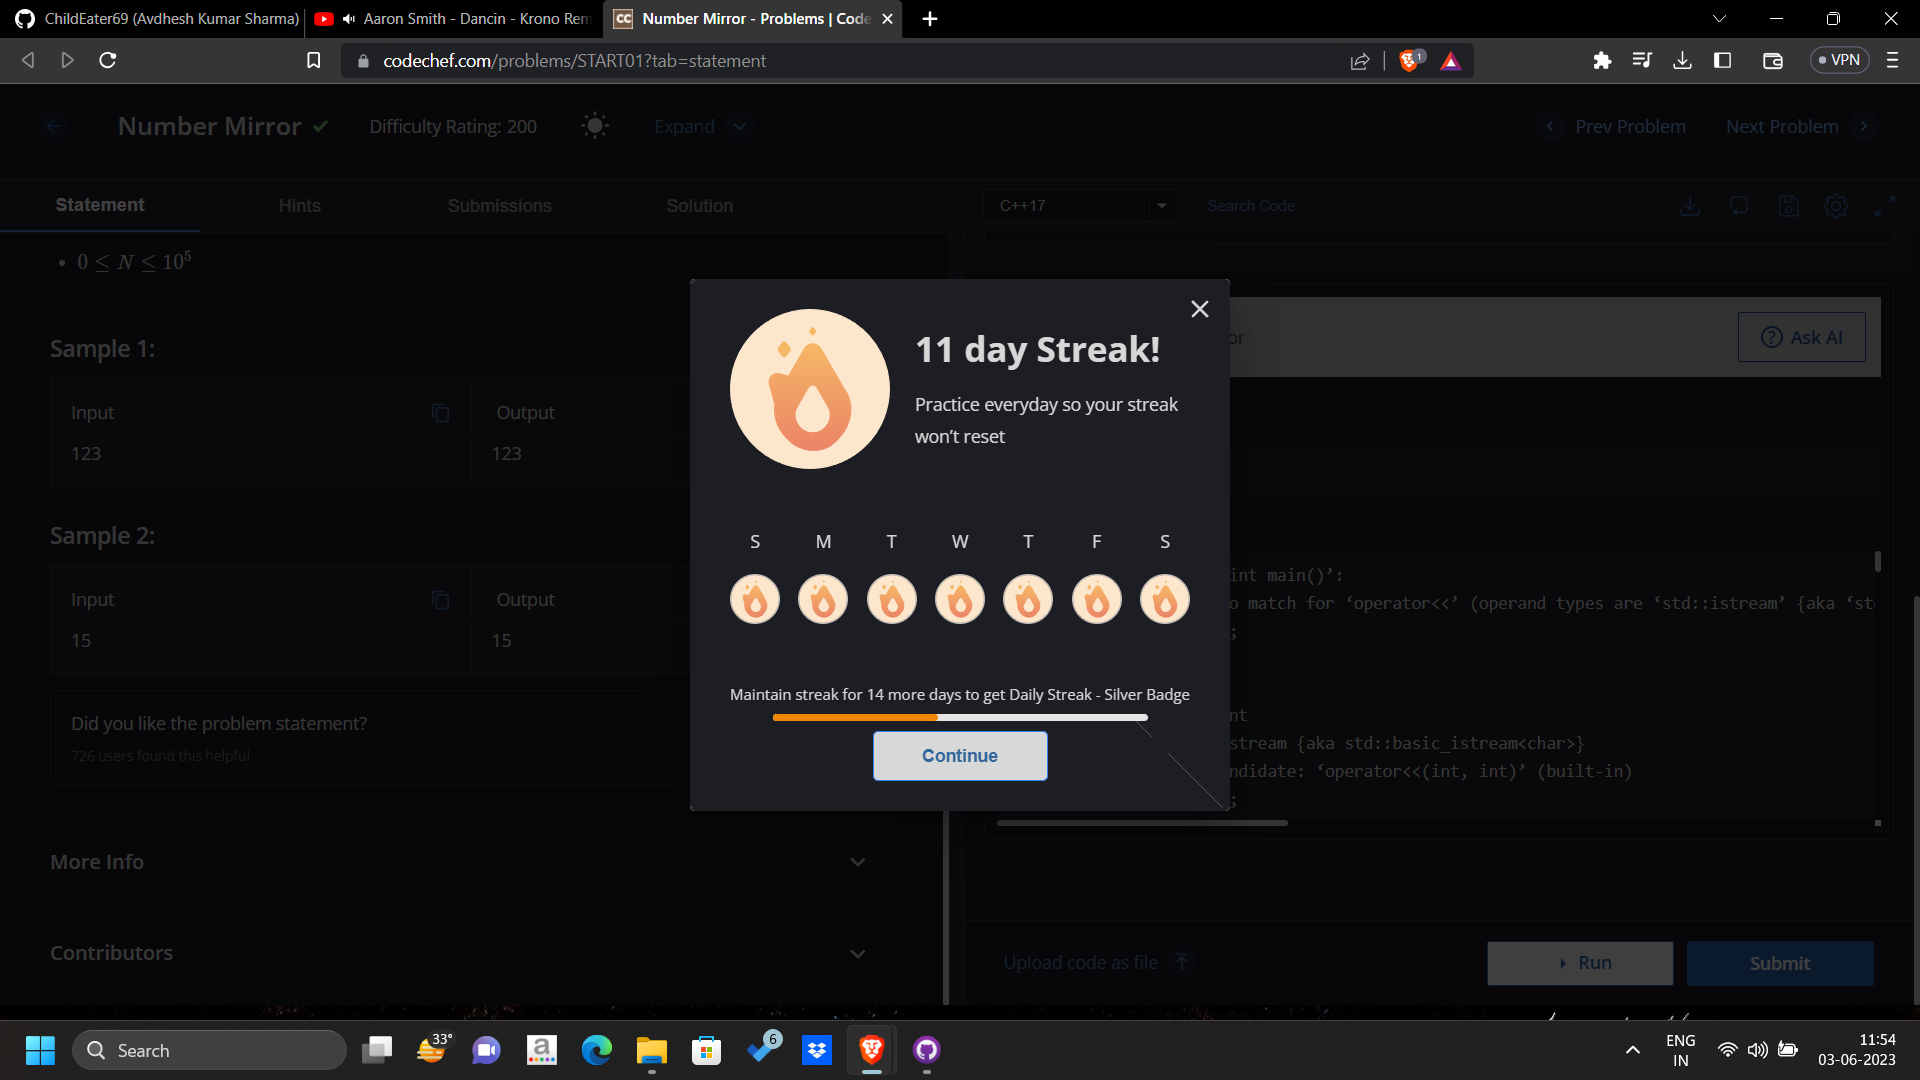 ChildEater69 (Avdhesh Kumar Sharma)
Aaron Smith - Dancin - Krono Rem
CC
Number Mirror - Problems | Code
codechef.com/problems/START01?tab=statement
1
VPN
Number Mirror
Difficulty Rating: 200
Expand
Prev Problem
Next Problem
Statement
Hints
Submissions
Solution
C++17
Search Code
• 0 ≤ N ≤ 10⁵
Sample 1:
Input
Output
123
123
Sample 2:
Input
Output
15
15
Did you like the problem statement?
726 users found this helpful
More Info
Contributors
11 day Streak!
Practice everyday so your streak
won’t reset
S M T W T F S
Maintain streak for 14 more days to get Daily Streak - Silver Badge
Continue
or
Ask AI
int main()’:
o match for ‘operator<<’ (operand types are ‘std::istream’ {aka ‘st
;
nt
stream {aka std::basic_istream<char>}
ndidate: ‘operator<<(int, int)’ (built-in)
;
Upload code as file
Run
Submit
Search
33°
a
6
ENG
IN
11:54
03-06-2023